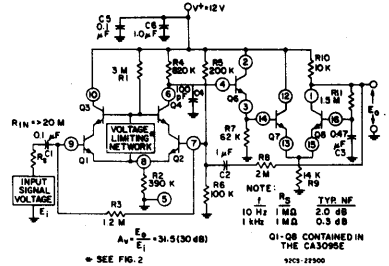 V+=12V
C5
0.1
μF
C6
1.0μF
3 M
R1
R4
820 K
R5
200 K
R10
10 K
10
Q3
6
100
pF
C4
Q4
4
2
Q6
3
12
1
1.5 M
R11
Eo
RIN =>20 M
0.1 μF
C1
9
Q1
VOLTAGE
LIMITING
NETWORK *
8
Q2
7
R7
62 K
14
Q7
13
Q8
15
16
0.47
μF
C3
Rs
INPUT
SIGNAL
VOLTAGE
Ei
R2
390 K
5
1 μF
C2
R8
2 M
14 K
R9
R3
1.2 M
R6
100 K
Av = Eo/Ei = 31.5 (30 dB)
* SEE FIG. 2
NOTE:
f RS TYP. NF
10 Hz 1 MΩ 2.0 dB
1 kHz 1 MΩ 0.3 dB
Q1-Q8 CONTAINED IN
THE CA3095E
92CS-22500